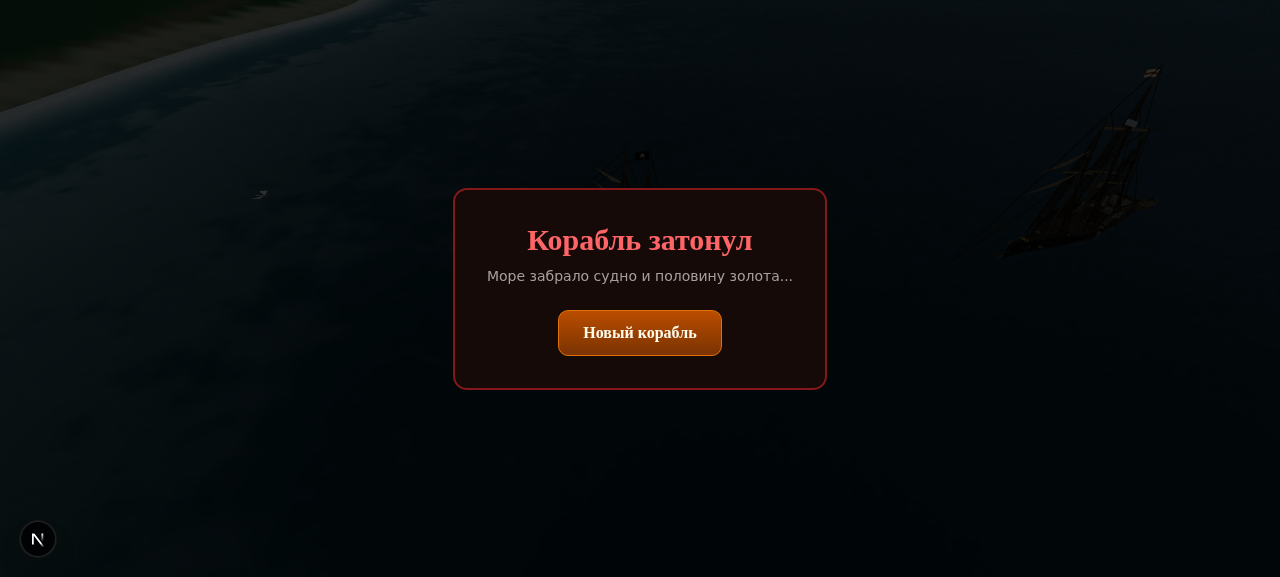 Корабль затонул
Море забрало судно и половину золота...
Новый корабль
N